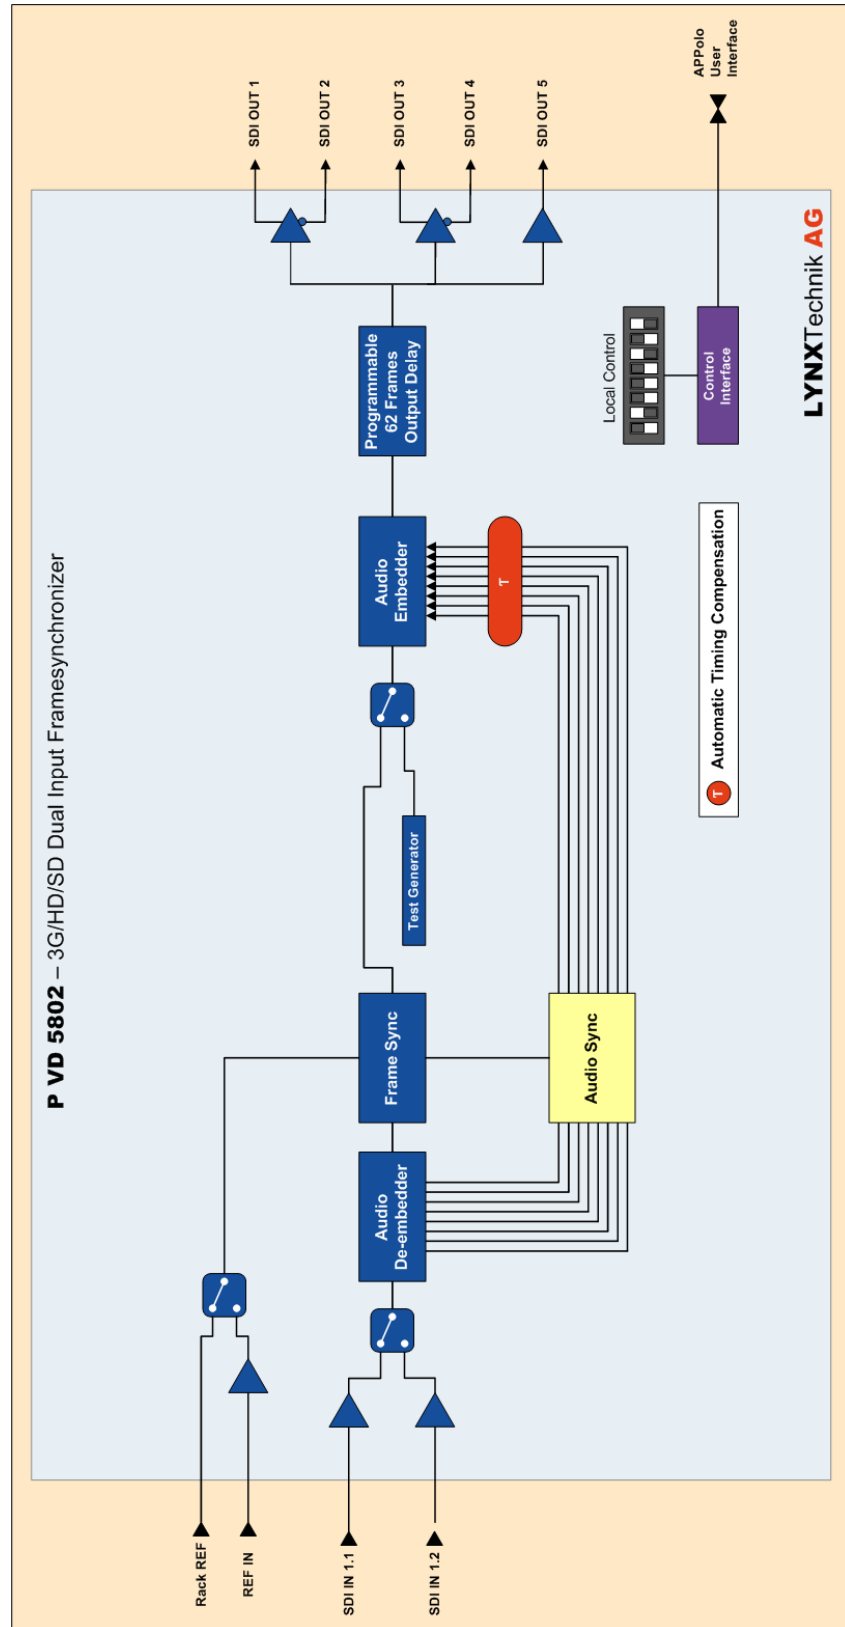 P VD 5802 – 3G/HD/SD Dual Input Framesynchronizer
Rack REF
REF IN
SDI IN 1.1
SDI IN 1.2
Audio
De-embedder
Frame Sync
Audio Sync
Test Generator
Audio
Embedder
T
Programmable
62 Frames
Output Delay
SDI OUT 1
SDI OUT 2
SDI OUT 3
SDI OUT 4
SDI OUT 5
Local Control
Control
Interface
APPolo
User
Interface
T Automatic Timing Compensation
LYNXTechnik AG